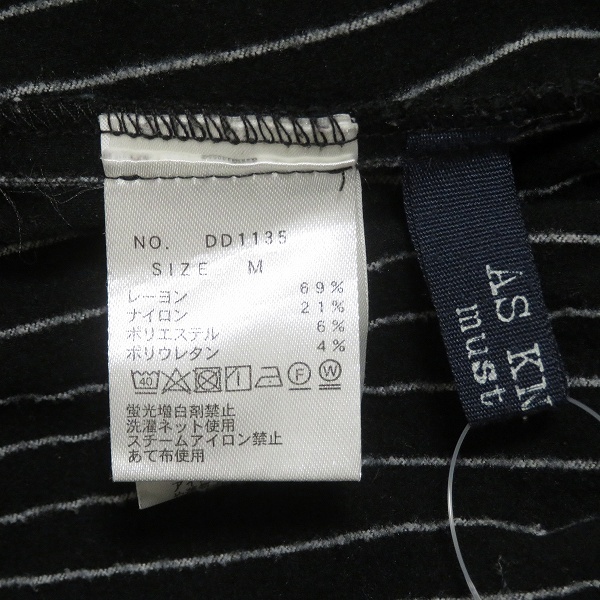 NO. DD1135
SIZE M
レーヨン 69%
ナイロン 21%
ポリエステル 6%
ポリウレタン 4%
40 F W
蛍光増白剤禁止
洗濯ネット使用
スチームアイロン禁止
あて布使用
AS KN
must